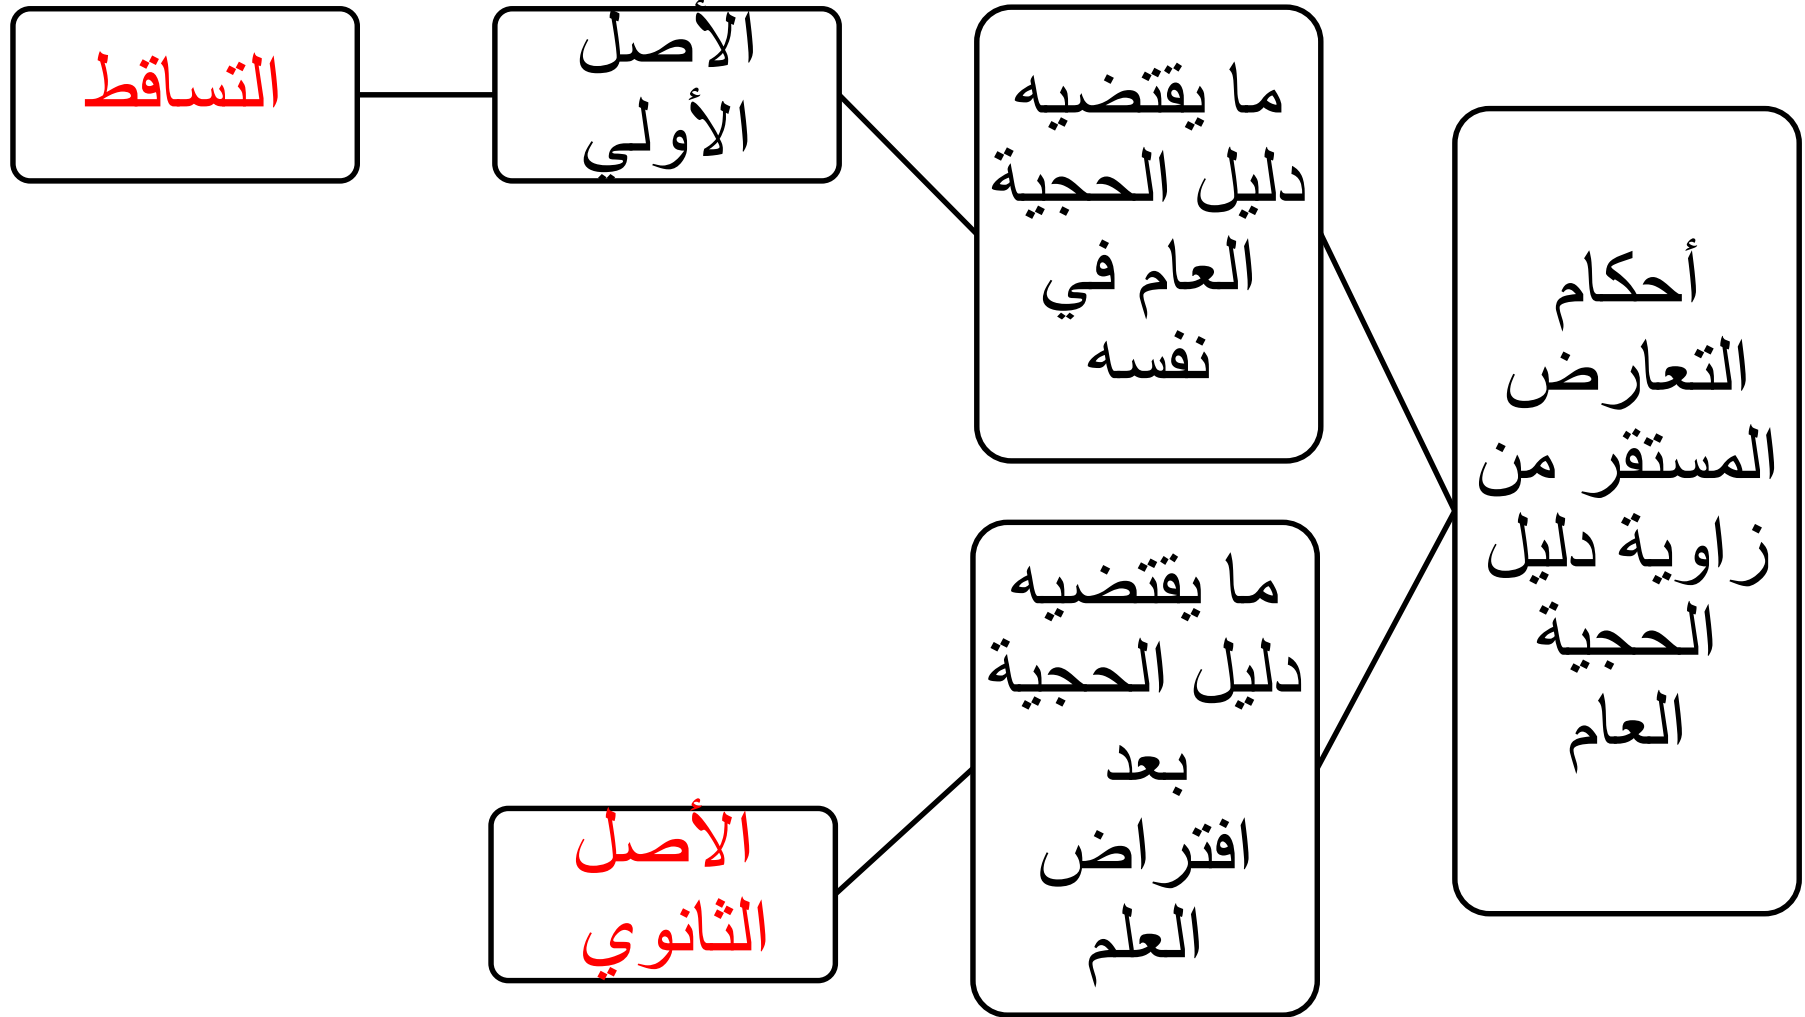 أحكام
التعارض
المستقر من
زاوية دليل
الحجية
العام
ما يقتضيه
دليل الحجية
العام في
نفسه
الأصل
الأولي
التساقط
ما يقتضيه
دليل الحجية
بعد
افتراض
العلم
الأصل
الثانوي